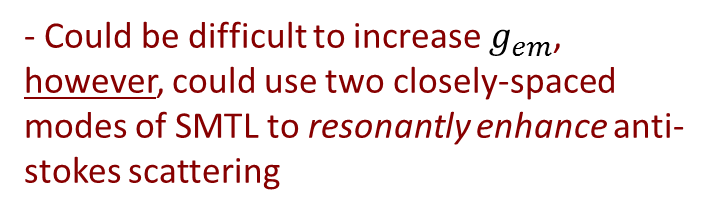 - Could be difficult to increase g_em,
however, could use two closely-spaced
modes of SMTL to resonantly enhance anti-
stokes scattering